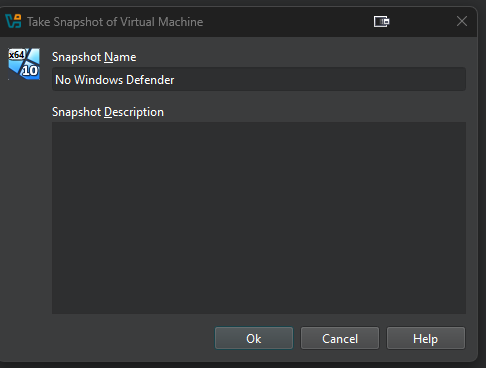 Take Snapshot of Virtual Machine
x64
10
Snapshot Name
No Windows Defender
Snapshot Description
Ok
Cancel
Help